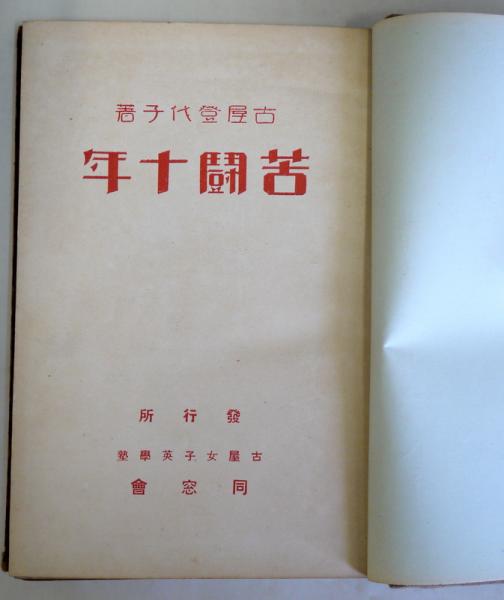 古屋登代子著
苦鬪十年
發行所
古屋女子英學塾
同窓會